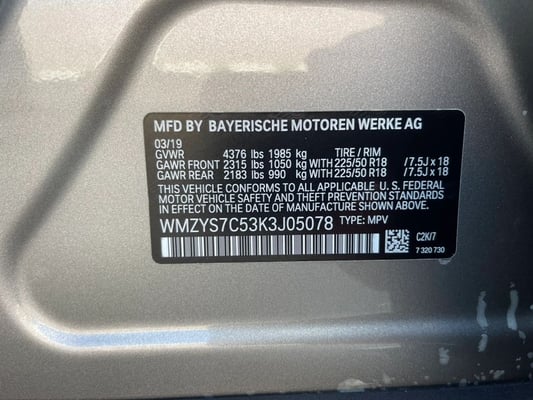 MFD BY BAYERISCHE MOTOREN WERKE AG
03/19
GVWR 4376 lbs 1985 kg TIRE / RIM
GAWR FRONT 2315 lbs 1050 kg WITH 225/50 R18 /7.5J x 18
GAWR REAR 2183 lbs 990 kg WITH 225/50 R18 /7.5J x 18
THIS VEHICLE CONFORMS TO ALL APPLICABLE U. S. FEDERAL
MOTOR VEHICLE SAFETY AND THEFT PREVENTION STANDARDS
IN EFFECT ON THE DATE OF MANUFACTURE SHOWN ABOVE.
WMZYS7C53K3J05078 TYPE: MPV
C2K/7
7 320 730